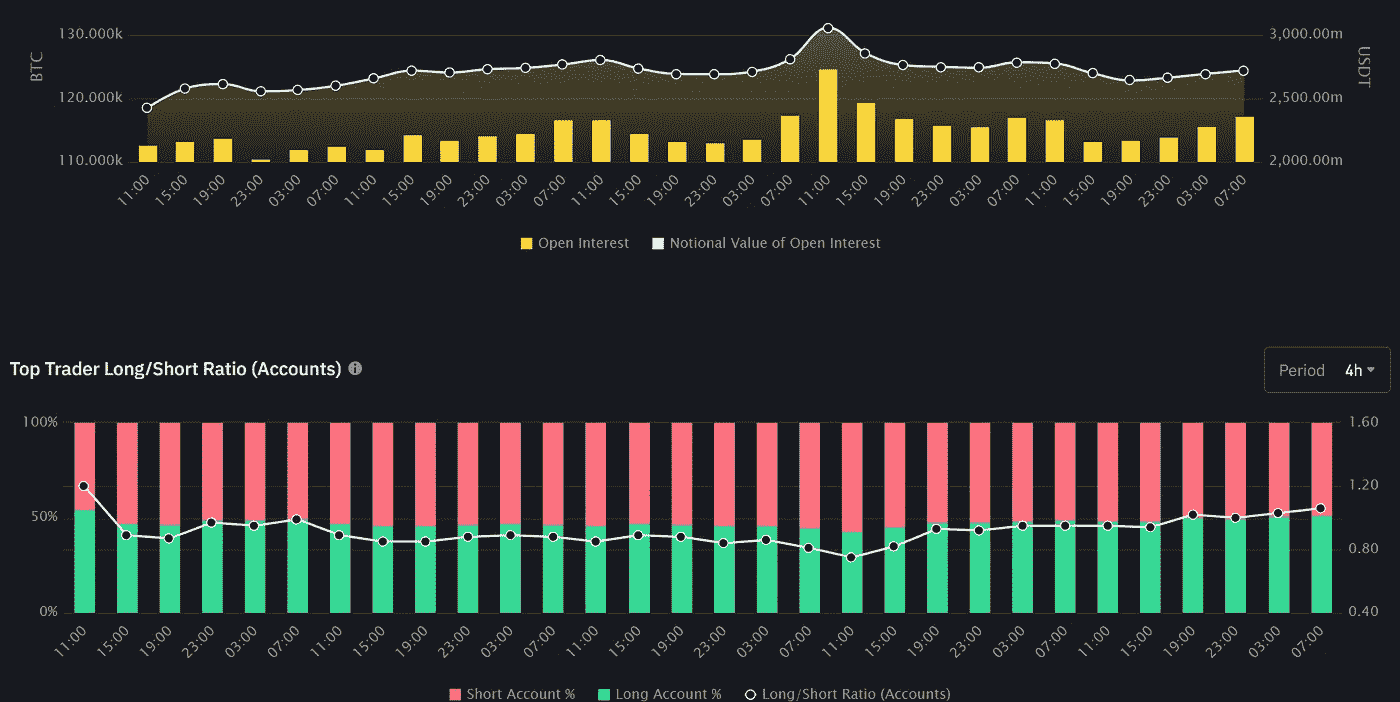 130.000k
3,000.00m
BTC
USDT
120.000k
2,500.00m
110.000k
2,000.00m
11:00 15:00 19:00 23:00 03:00 07:00 11:00 15:00 19:00 23:00 03:00 07:00 11:00 15:00 19:00 23:00 03:00 07:00 11:00 15:00 19:00 23:00 03:00 07:00 11:00 15:00 19:00 23:00 03:00 07:00
Open Interest Notional Value of Open Interest
Top Trader Long/Short Ratio (Accounts)
Period 4h
100%
1.60
1.20
50%
0.80
0%
0.40
11:00 15:00 19:00 23:00 03:00 07:00 11:00 15:00 19:00 23:00 03:00 07:00 11:00 15:00 19:00 23:00 03:00 07:00 11:00 15:00 19:00 23:00 03:00 07:00 11:00 15:00 19:00 23:00 03:00 07:00
Short Account % Long Account % Long/Short Ratio (Accounts)